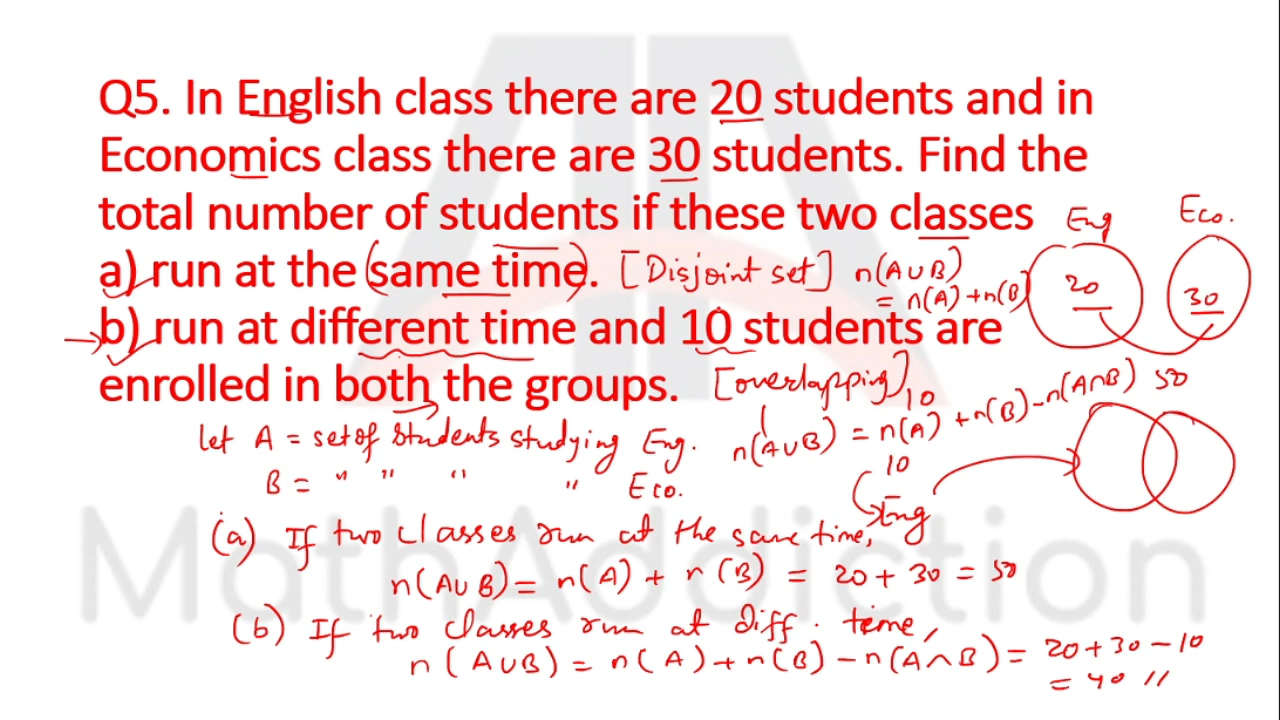 Q5. In English class there are 20 students and in
Economics class there are 30 students. Find the
total number of students if these two classes
Eng Eco.
a) run at the (same time). [Disjoint set] n(A∪B)
= n(A)+n(B)
20 30
b) run at different time and 10 students are
enrolled in both the groups. [overlapping]
10
50
n(A∪B) = n(A) + n(B) - n(A∩B)
10
Eng
let A = set of students studying Eng.
B = " " " " Eco.
(a) If two classes run at the same time,
n(A∪B) = n(A) + n(B) = 20 + 30 = 50
(b) If two classes run at diff. time,
n(A∪B) = n(A) + n(B) - n(A∩B) = 20 + 30 - 10
= 40 //
MathAddiction